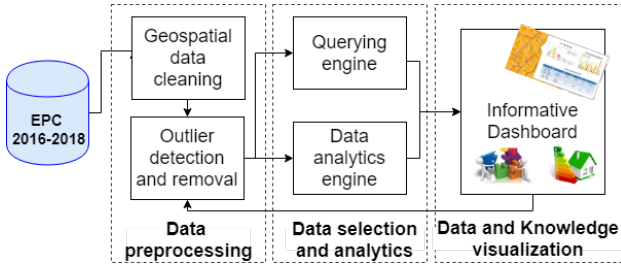 EPC
2016-2018
Geospatial
data
cleaning
Outlier
detection
and removal
Data
preprocessing
Querying
engine
Data
analytics
engine
Data selection
and analytics
Informative
Dashboard
Data and Knowledge
visualization